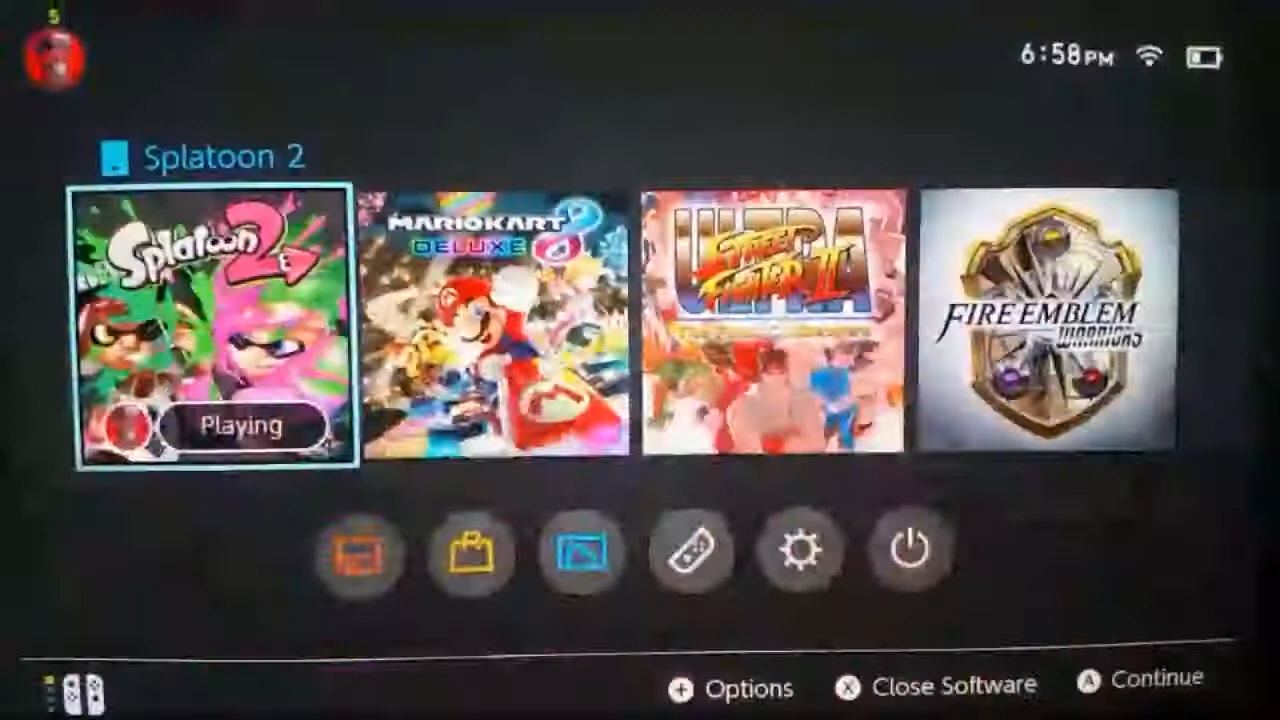 5
6:58PM
Splatoon 2
Splatoon 2
MARIOKART 8
DELUXE
ULTRA
STREET
FIGHTER II
FIRE EMBLEM
WARRIORS
Playing
Options
Close Software
Continue